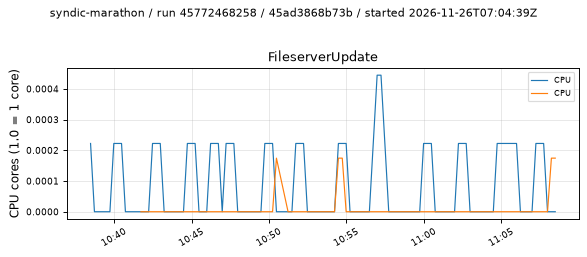 syndic-marathon / run 45772468258 / 45ad3868b73b / started 2026-11-26T07:04:39Z
FileserverUpdate
CPU cores (1.0 = 1 core)
0.0004
0.0003
0.0002
0.0001
0.0000
CPU
CPU
10:40
10:45
10:50
10:55
11:00
11:05